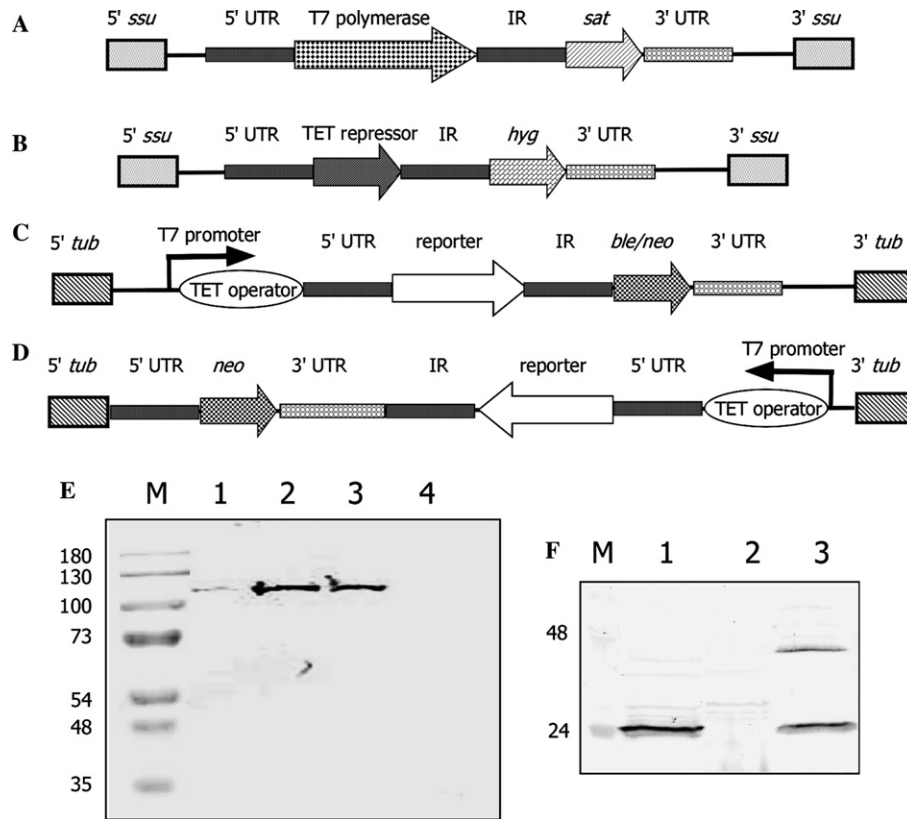 A
5' ssu 5' UTR T7 polymerase IR sat 3' UTR 3' ssu
B
5' ssu 5' UTR TET repressor IR hyg 3' UTR 3' ssu
C
5' tub T7 promoter 5' UTR reporter IR ble/neo 3' UTR 3' tub
TET operator
D
5' tub 5' UTR neo 3' UTR IR reporter 5' UTR T7 promoter 3' tub
TET operator
E
M 1 2 3 4
180
130
100
73
54
48
35
F
M 1 2 3
48
24